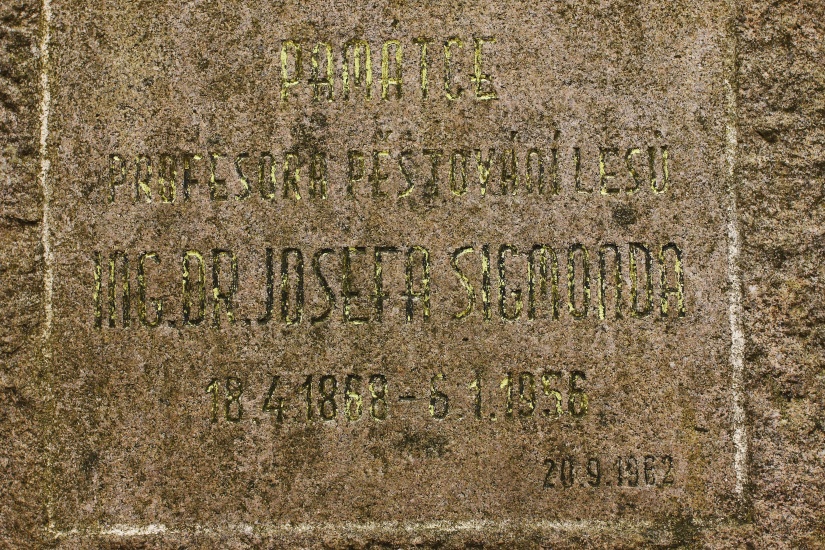 PAMÁTCE
PROFESORA PĚSTOVÁNÍ LESŮ
ING.DR.JOSEFA SIGMONDA
18.4.1868-6.1.1956
20.9.1962